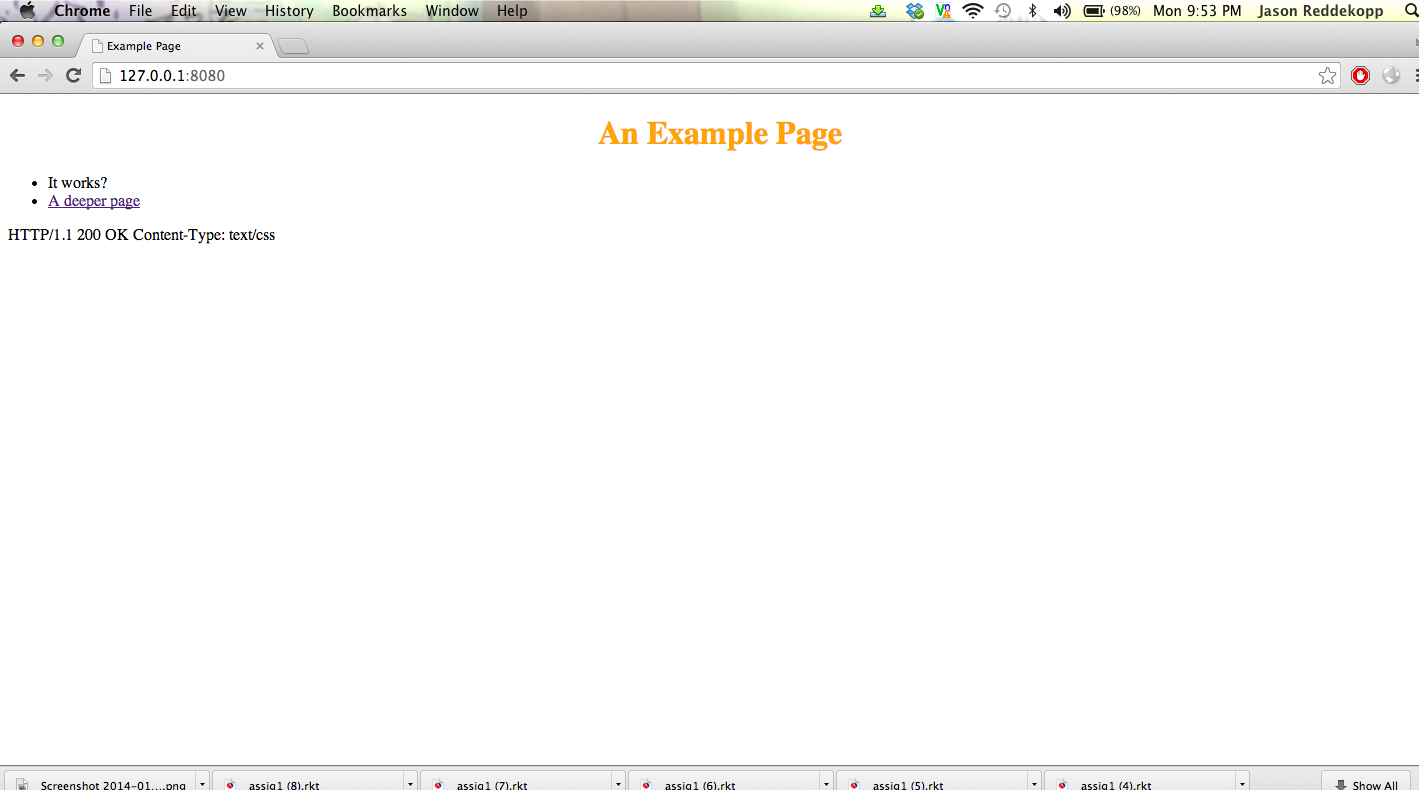 Chrome File Edit View History Bookmarks Window Help (98%) Mon 9:53 PM Jason Reddekopp
Example Page
127.0.0.1:8080
An Example Page
It works?
A deeper page
HTTP/1.1 200 OK Content-Type: text/css
Screenshot 2014-01....png assig1 (8).rkt assig1 (7).rkt assig1 (6).rkt assig1 (5).rkt assig1 (4).rkt Show All